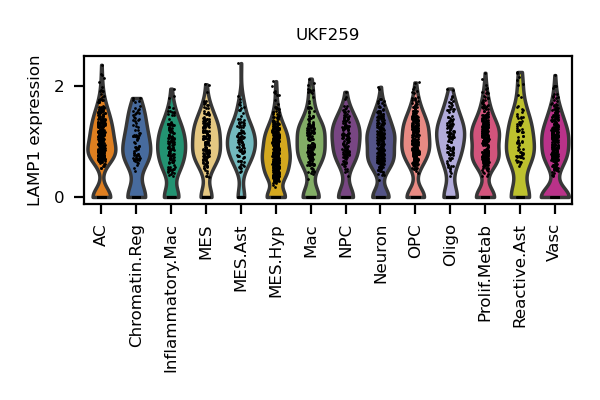 UKF259
LAMP1 expression
2
0
AC
Chromatin.Reg
Inflammatory.Mac
MES
MES.Ast
MES.Hyp
Mac
NPC
Neuron
OPC
Oligo
Prolif.Metab
Reactive.Ast
Vasc